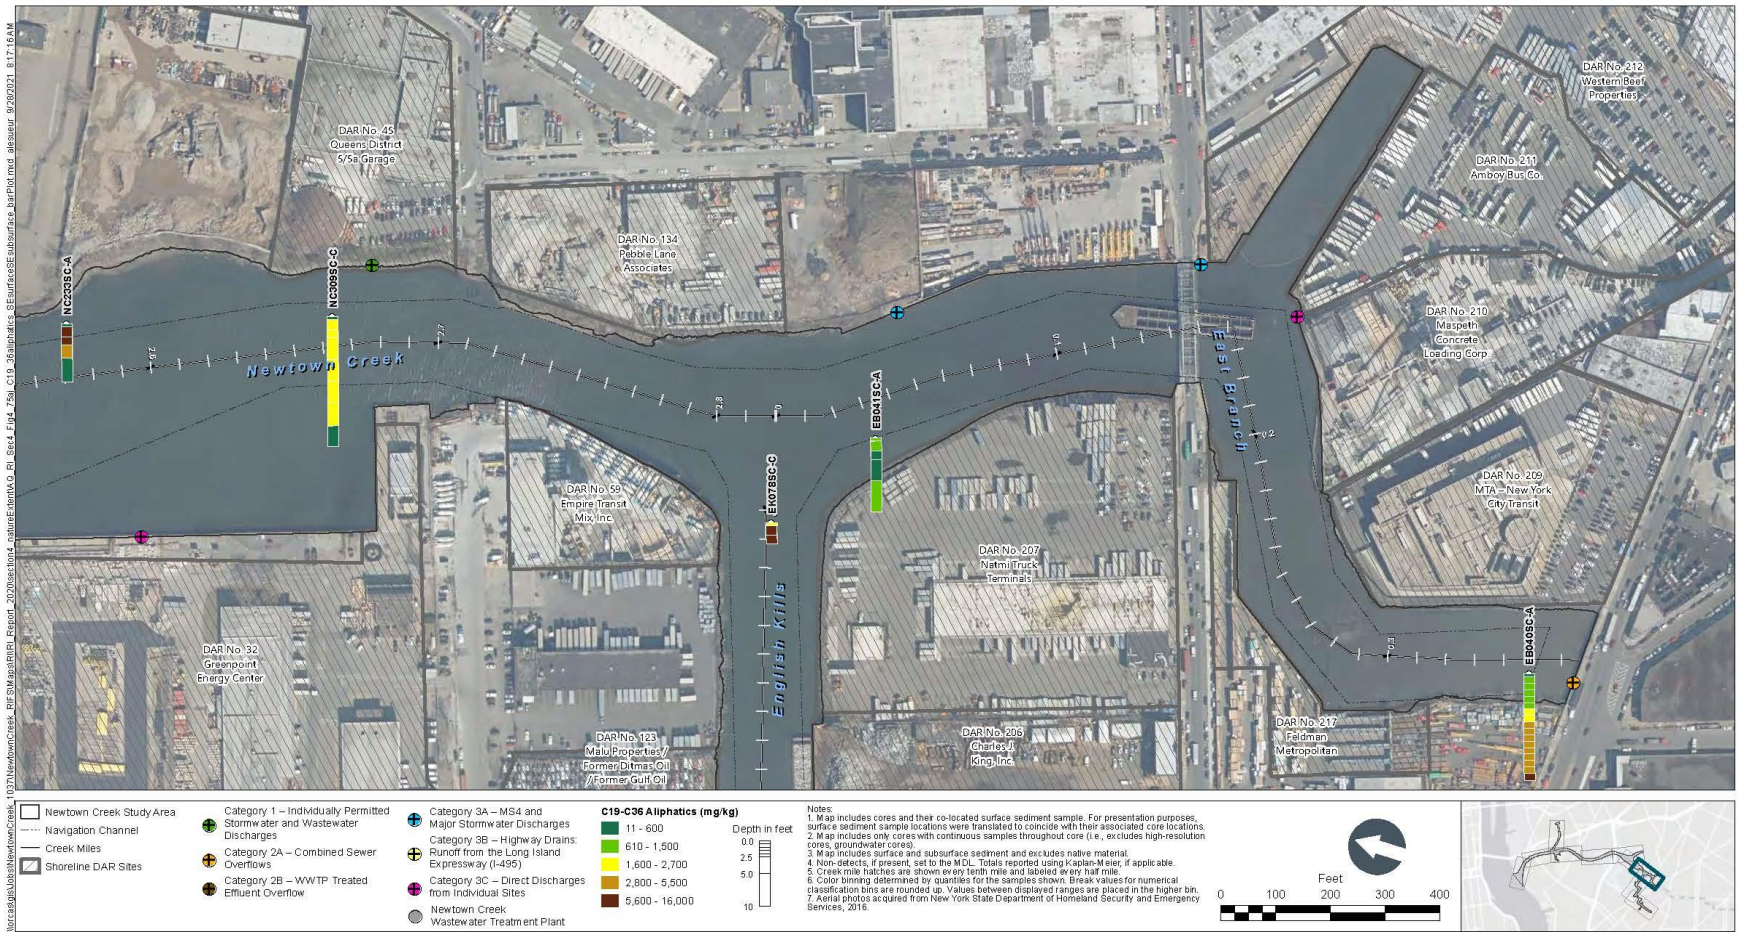 DAR No. 212
Western Beef
Properties
DAR No. 45
Queens District
5/5a Garage
DAR No. 211
Amboy Bus Co.
DAR No. 134
Pebble Lane
Associates
NC233SC-A
NC309SC-C
DAR No. 210
Maspeth
Concrete
Loading Corp.
2.6
2.7
Newtown Creek
0.1
East Branch
2.8
0
EB041SC-A
0.2
EK078SC-C
DAR No. 59
Empire Transit
Mix, Inc.
DAR No. 209
MTA – New York
City Transit
DAR No. 207
Natmi Truck
Terminals
English Kills
EB040SC-A
DAR No. 32
Greenpoint
Energy Center
0.3
DAR No. 123
Malu Properties /
Former Ditmas Oil
/ Former Gulf Oil
DAR No. 206
Charles J.
King, Inc.
DAR No. 217
Feldman
Metropolitan
Newtown Creek Study Area
Navigation Channel
Creek Miles
Shoreline DAR Sites
Category 1 – Individually Permitted
Stormwater and Wastewater
Discharges
Category 2A – Combined Sewer
Overflows
Category 2B – WWTP Treated
Effluent Overflow
Category 3A – MS4 and
Major Stormwater Discharges
Category 3B – Highway Drains:
Runoff from the Long Island
Expressway (I-495)
Category 3C – Direct Discharges
from Individual Sites
Newtown Creek
Wastewater Treatment Plant
C19-C36 Aliphatics (mg/kg)
11 - 600
610 - 1,500
1,600 - 2,700
2,800 - 5,500
5,600 - 16,000
Depth in feet
0.0
2.5
5.0
10
Notes:
1. Map includes cores and their co-located surface sediment sample. For presentation purposes,
surface sediment sample locations were translated to coincide with their associated core locations.
2. Map includes only cores with continuous samples throughout core (i.e., excludes high-resolution
cores, groundwater cores).
3. Map includes surface and subsurface sediment and excludes native material.
4. Non-detects, if present, set to the MDL. Totals reported using Kaplan-Meier, if applicable.
5. Creek mile hatches are shown every tenth mile and labeled every half mile.
6. Color binning determined by quantiles for the samples shown. Break values for numerical
classification bins are rounded up. Values between displayed ranges are placed in the higher bin.
7. Aerial photos acquired from New York State Department of Homeland Security and Emergency
Services, 2016.
Feet
0 100 200 300 400